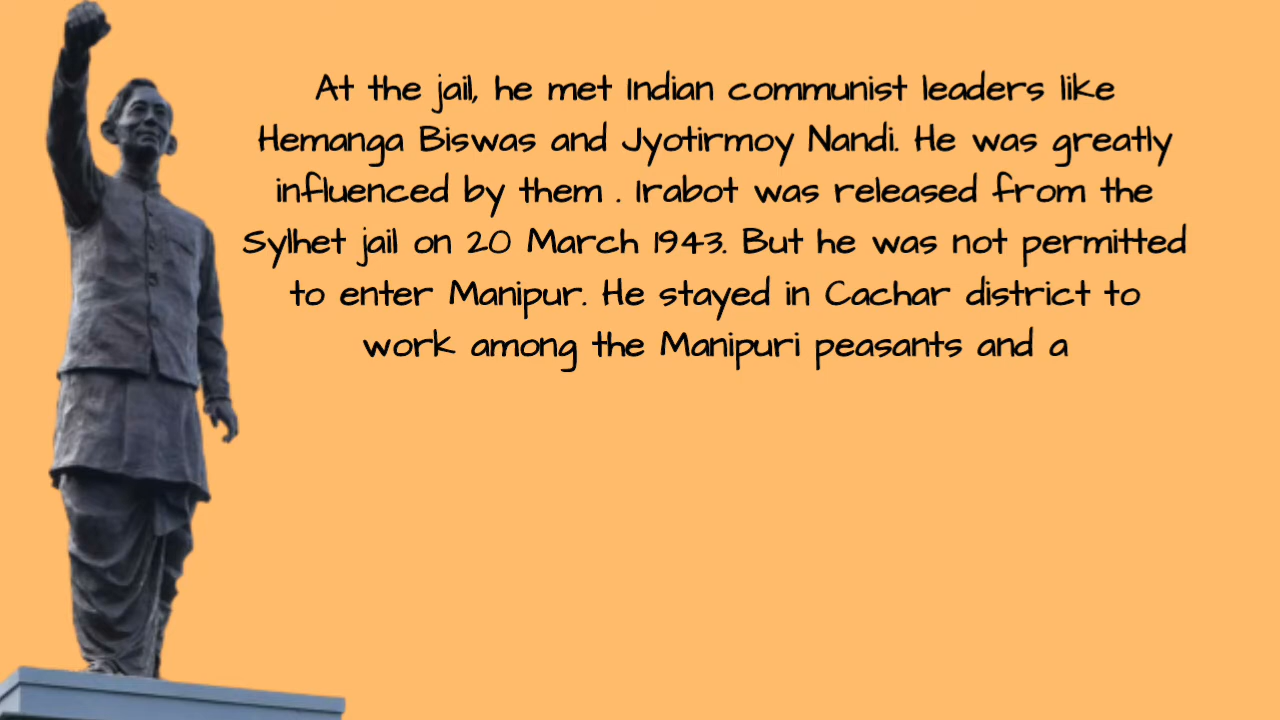 At the jail, he met Indian communist leaders like
Hemanga Biswas and Jyotirmoy Nandi. He was greatly
influenced by them . Irabot was released from the
Sylhet jail on 20 March 1943. But he was not permitted
to enter Manipur. He stayed in Cachar district to
work among the Manipuri peasants and a